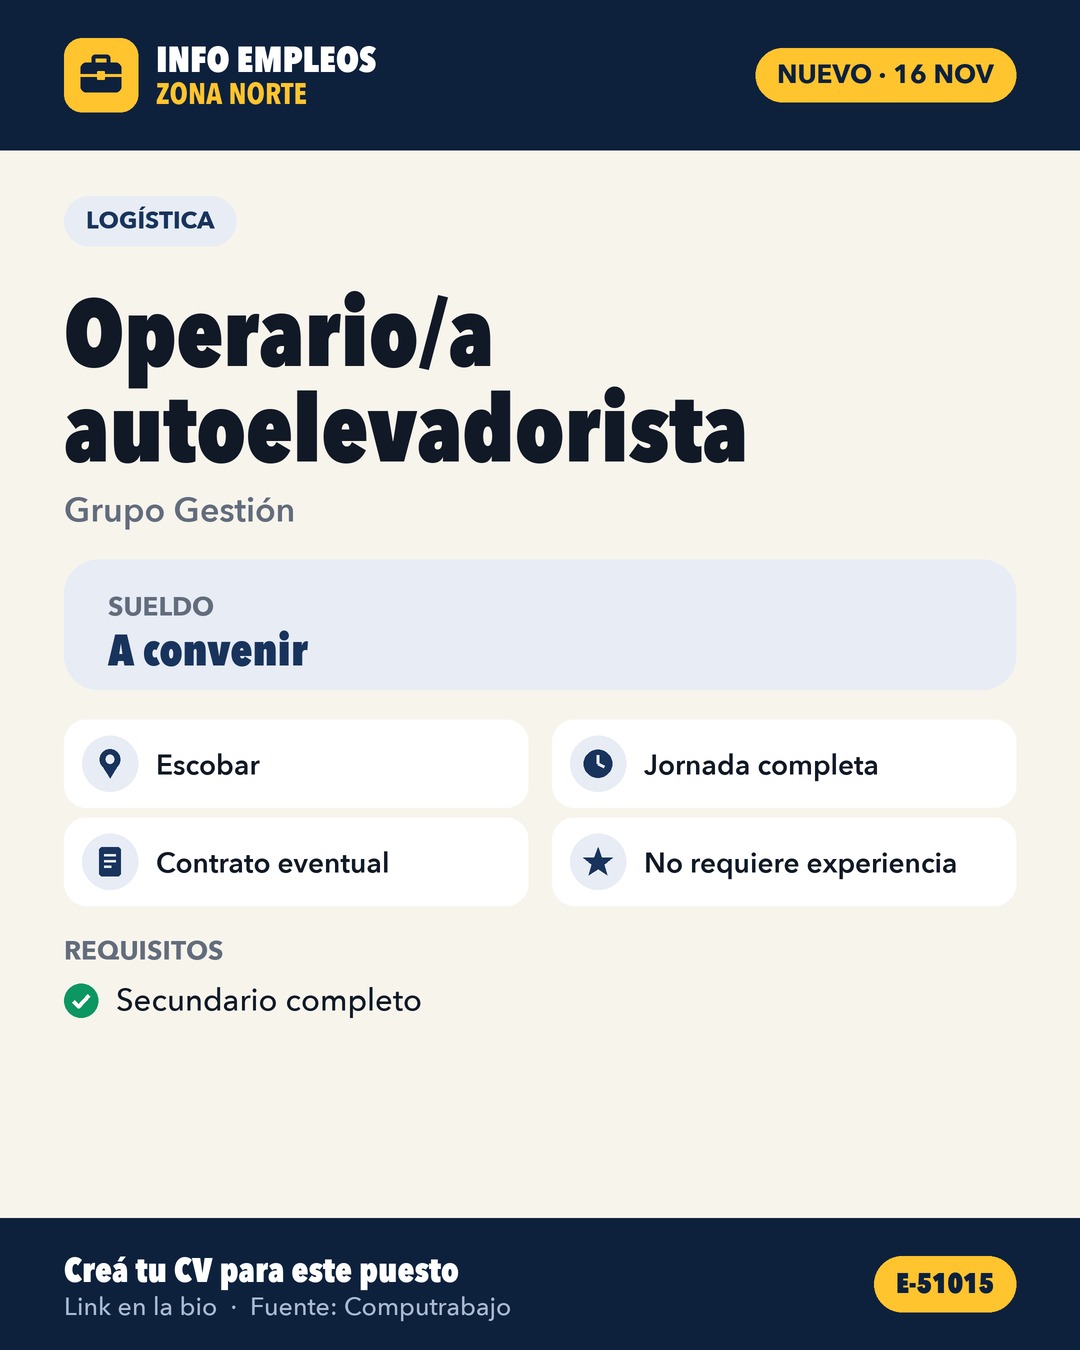 INFO EMPLEOS
ZONA NORTE
NUEVO · 16 NOV
LOGÍSTICA
Operario/a
autoelevadorista
Grupo Gestión
SUELDO
A convenir
Escobar
Jornada completa
Contrato eventual
No requiere experiencia
REQUISITOS
Secundario completo
Creá tu CV para este puesto
Link en la bio · Fuente: Computrabajo
E-51015